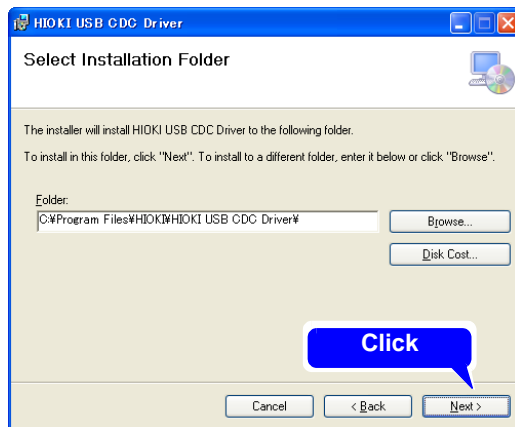 HIOKI USB CDC Driver
Select Installation Folder
The installer will install HIOKI USB CDC Driver to the following folder.
To install in this folder, click "Next". To install to a different folder, enter it below or click "Browse".
Folder:
C:¥Program Files¥HIOKI¥HIOKI USB CDC Driver¥
Browse...
Disk Cost...
Click
Cancel
< Back
Next >